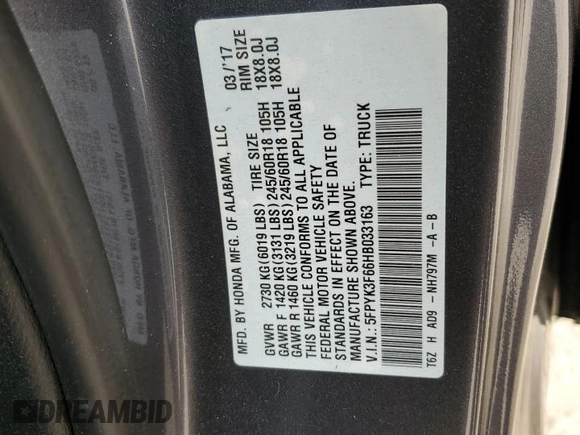 MFD. BY HONDA MFG. OF ALABAMA, LLC 03/'17
TIRE SIZE RIM SIZE
GVWR 2730 KG(6019 LBS)
GAWR F 1420 KG(3131 LBS) 245/60R18 105H 18X8.0J
GAWR R 1460 KG(3219 LBS) 245/60R18 105H 18X8.0J
THIS VEHICLE CONFORMS TO ALL APPLICABLE
FEDERAL MOTOR VEHICLE SAFETY
STANDARDS IN EFFECT ON THE DATE OF
MANUFACTURE SHOWN ABOVE.
V.I.N.: 5FPYK3F66HB033163 TYPE: TRUCK
T6Z H AD9 -NH797M -A -B
DREAMBID